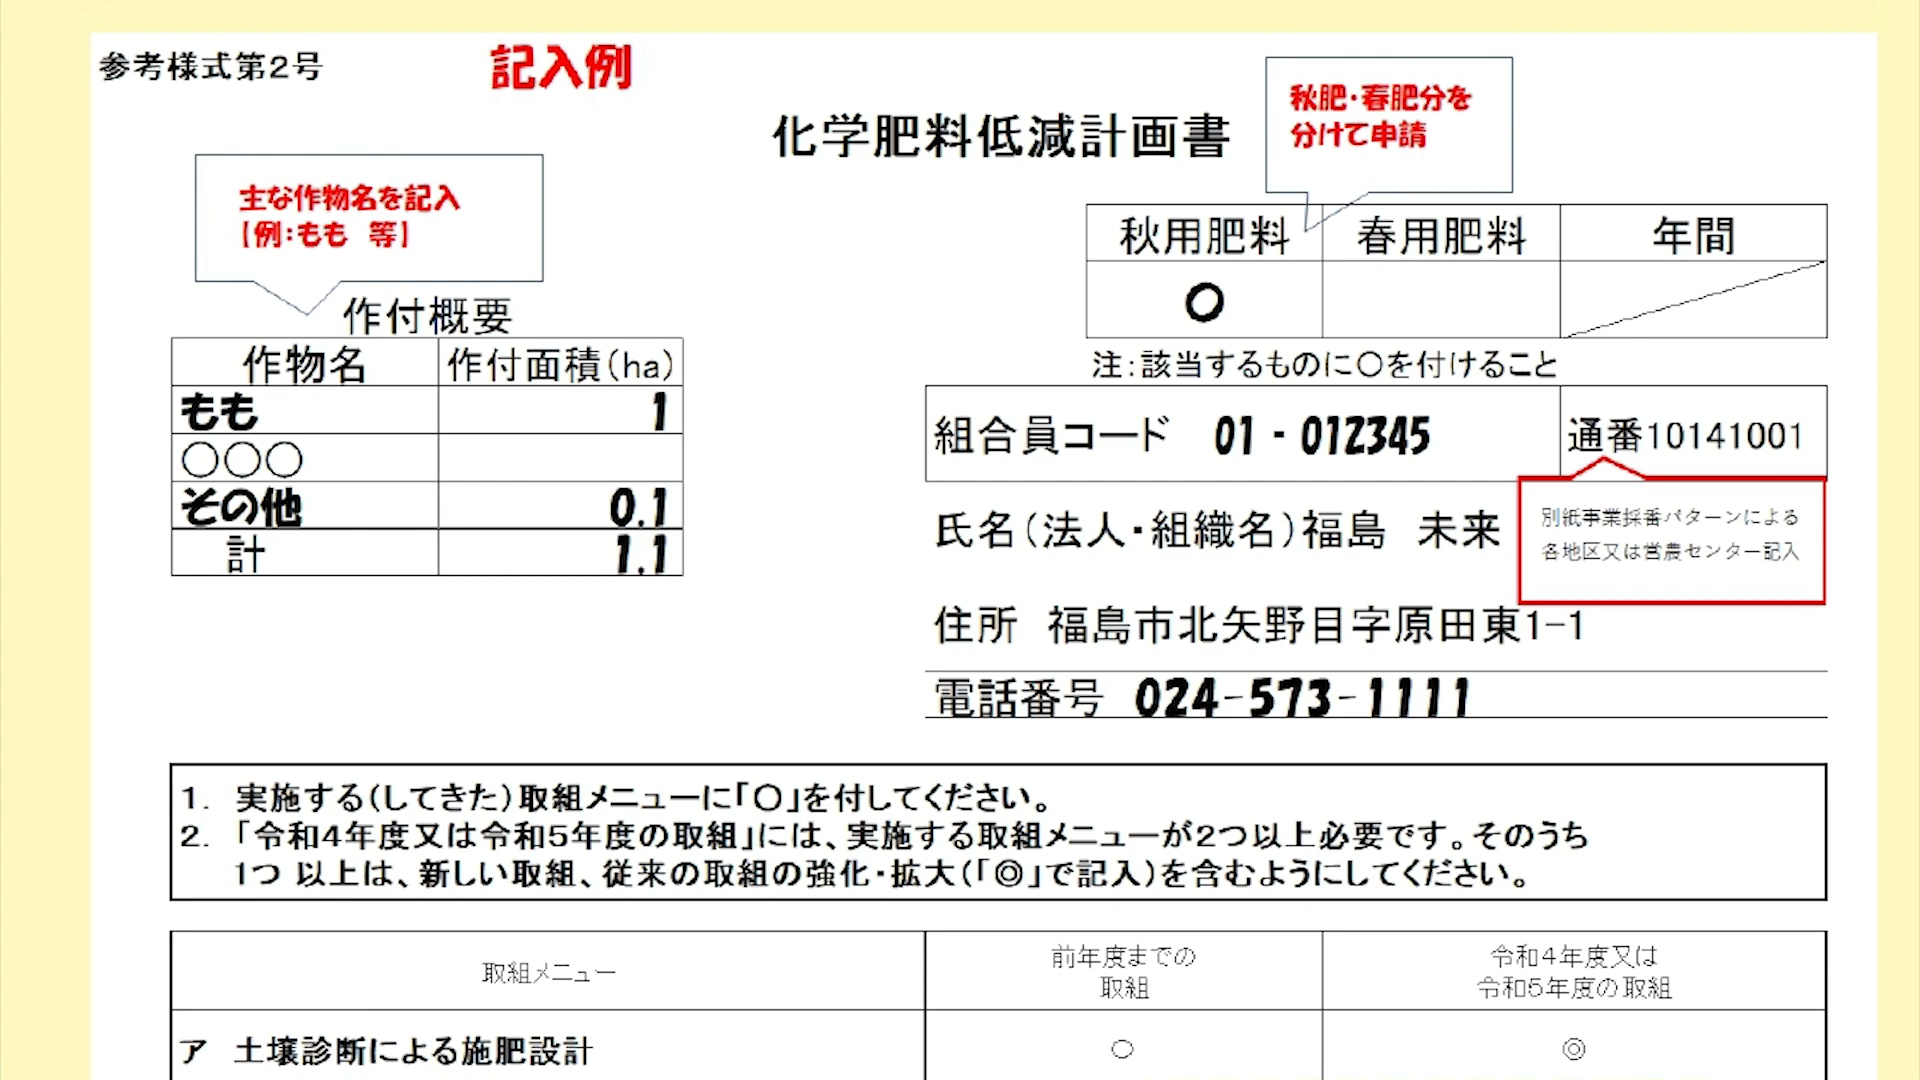 参考様式第2号
記入例
化学肥料低減計画書
秋肥・春肥分を
分けて申請
主な作物名を記入
【例:もも 等】
秋用肥料 春用肥料 年間
〇
注:該当するものに〇を付けること
作付概要
作物名 作付面積(ha)
もも 1
〇〇〇
その他 0.1
計 1.1
組合員コード 01 - 012345 通番10141001
別紙事業採番パターンによる
各地区又は営農センター記入
氏名(法人・組織名)福島 未来
住所 福島市北矢野目字原田東1-1
電話番号 024-573-1111
1. 実施する(してきた)取組メニューに「〇」を付してください。
2. 「令和4年度又は令和5年度の取組」には、実施する取組メニューが2つ以上必要です。そのうち
1つ 以上は、新しい取組、従来の取組の強化・拡大(「◎」で記入)を含むようにしてください。
取組メニュー
前年度までの
取組
令和4年度又は
令和5年度の取組
ア 土壌診断による施肥設計 ○ ◎